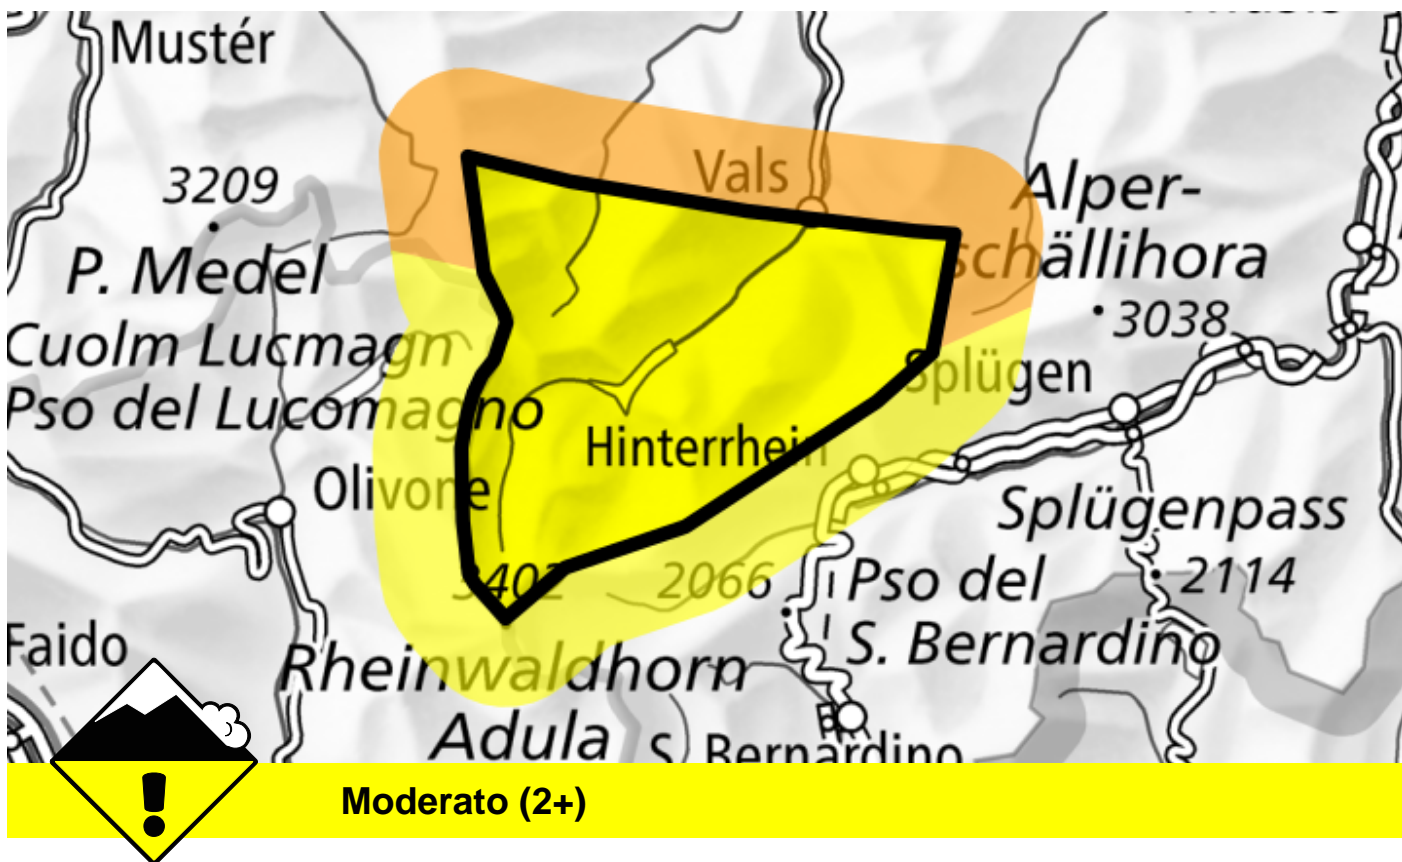 Mustér
3209
Vals
Alper-
P. Medel
schällihora
3038
Cuolm Lucmagn
Splügen
Pso del Lucomagno
Hinterrhein
Olivone
Splügenpass
3402
2066
Pso del
2114
Faido
S. Bernardino
Rheinwaldhorn
Adula
S. Bernardino
!
Moderato (2+)